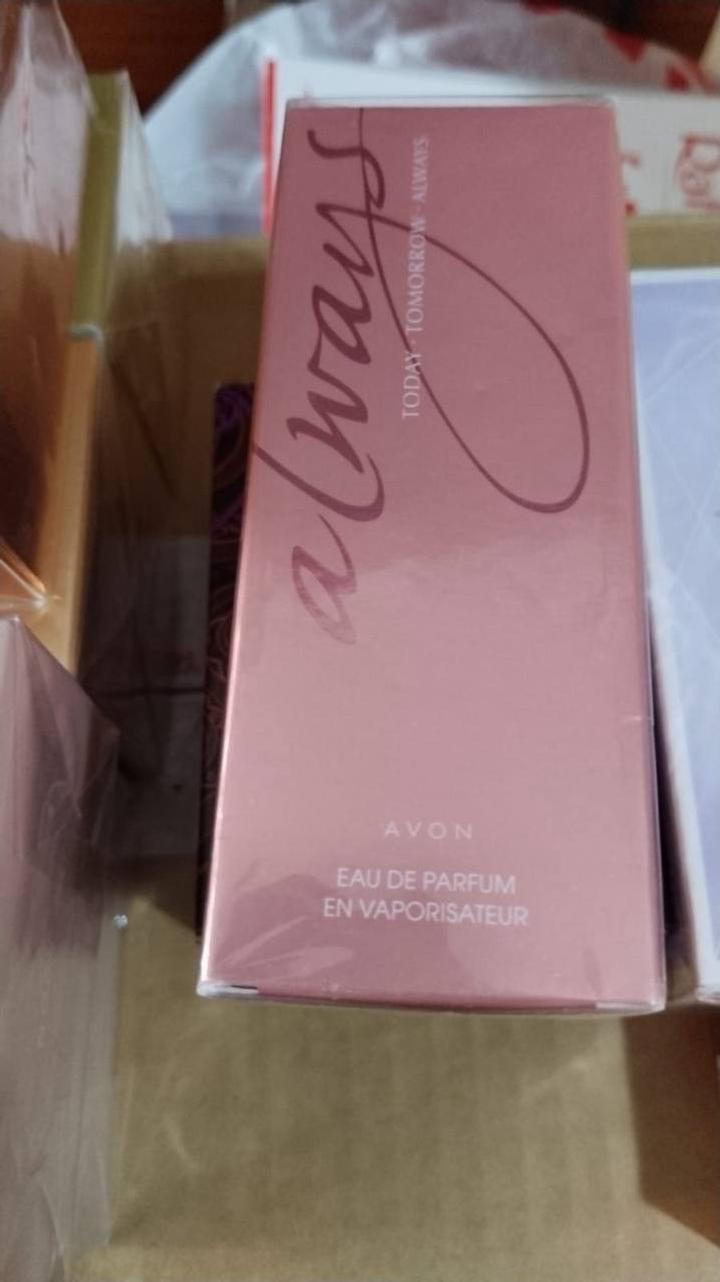 always
TODAY · TOMORROW · ALWAYS
AVON
EAU DE PARFUM
EN VAPORISATEUR